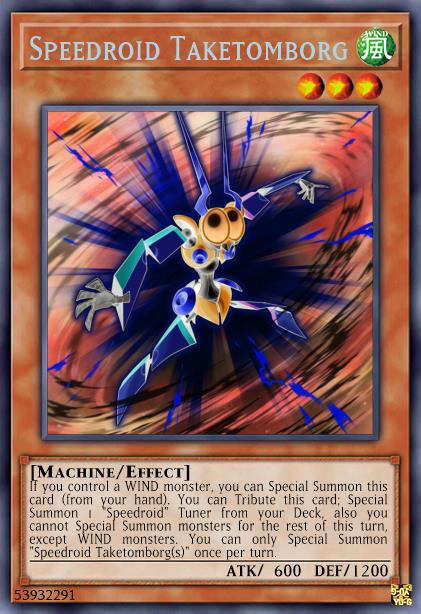 SPEEDROID TAKETOMBORG
WIND
風
[MACHINE/EFFECT]
If you control a WIND monster, you can Special Summon this
card (from your hand). You can Tribute this card; Special
Summon 1 "Speedroid" Tuner from your Deck, also you
cannot Special Summon monsters for the rest of this turn,
except WIND monsters. You can only Special Summon
"Speedroid Taketomborg(s)" once per turn.
ATK/ 600 DEF/1200
53932291